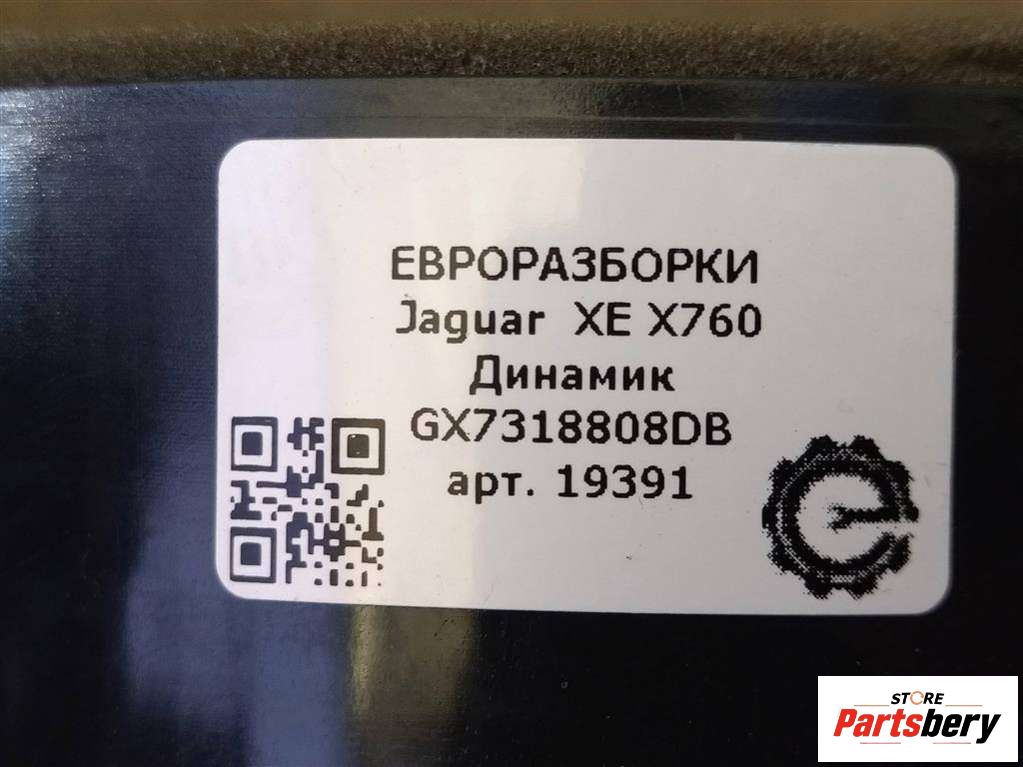 ЕВРОРАЗБОРКИ
Jaguar XE X760
Динамик
GX7318808DB
арт. 19391
STORE
Partsbery